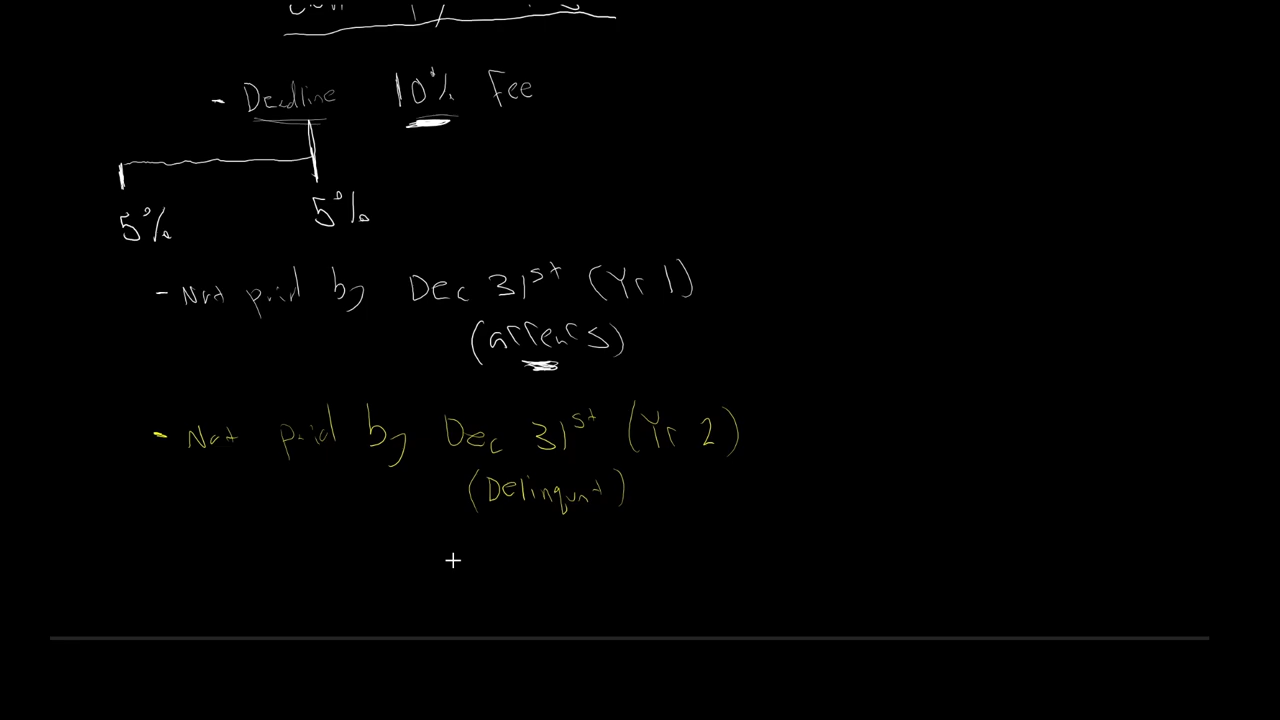 - Deadline 10% Fee
5% 5%
- Not paid by Dec 31st (Yr 1)
(arrears)
- Not paid by Dec 31st (Yr 2)
(Delinqunt)